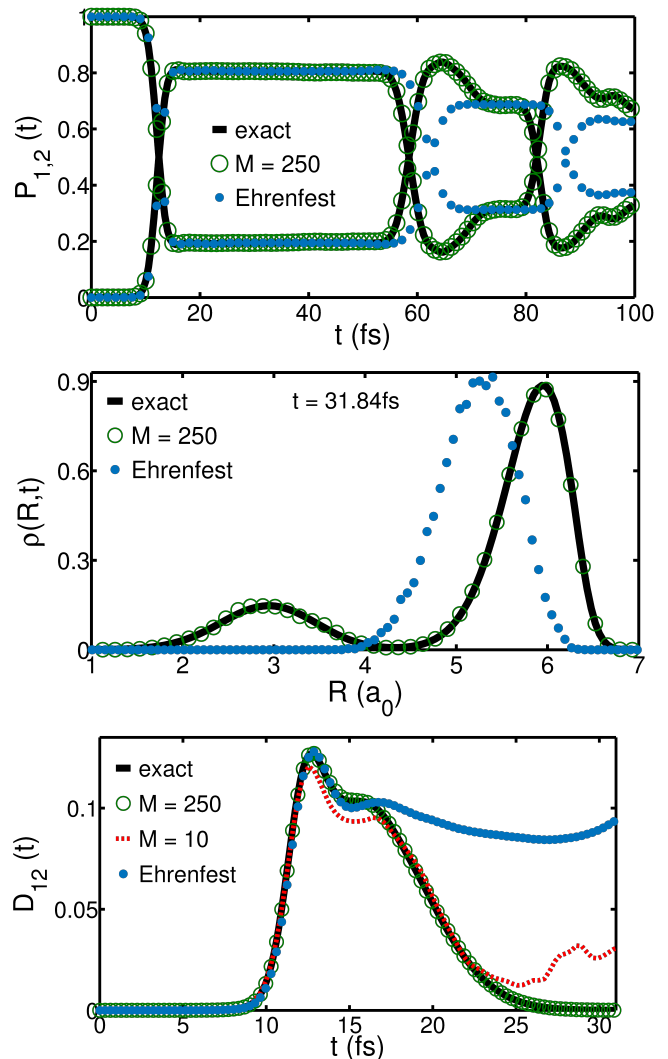 1
0.8
0.6
0.4
0.2
0
P1,2 (t)
exact
M = 250
Ehrenfest
0 20 40 60 80 100
t (fs)
0.9
0.6
0.3
0
ρ(R,t)
exact
M = 250
Ehrenfest
t = 31.84fs
1 2 3 4 5 6 7
R (a0)
0.1
0.05
0
D12 (t)
exact
M = 250
M = 10
Ehrenfest
0 5 10 15 20 25 30
t (fs)